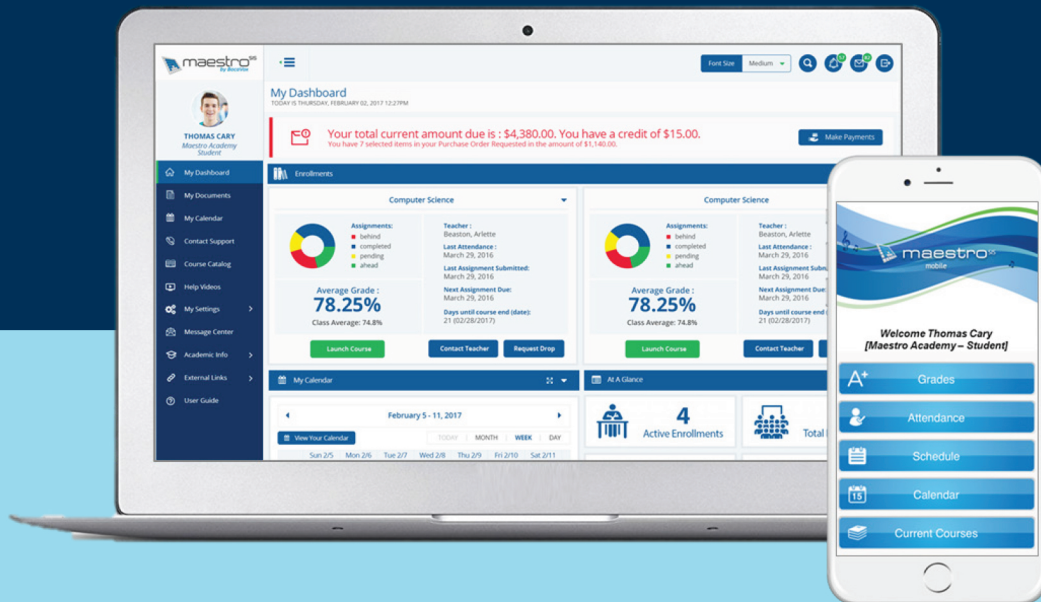 maestro SIS
by Bocavox
Font Size Medium
THOMAS CARY
Maestro Academy
Student
My Dashboard
My Documents
My Calendar
Contact Support
Course Catalog
Help Videos
My Settings
Message Center
Academic Info
External Links
User Guide
My Dashboard
TODAY IS THURSDAY, FEBRUARY 02, 2017 12:27PM
Your total current amount due is : $4,380.00. You have a credit of $15.00.
You have 7 selected items in your Purchase Order Requested in the amount of $1,140.00.
Make Payments
Enrollments
Computer Science
Assignments:
behind
completed
pending
ahead
Average Grade :
78.25%
Class Average: 74.8%
Teacher :
Beaston, Arlette
Last Attendance :
March 29, 2016
Last Assignment Submitted:
March 29, 2016
Next Assignment Due:
March 29, 2016
Days until course end (date):
21 (02/28/2017)
Launch Course
Contact Teacher
Request Drop
Computer Science
Assignments:
behind
completed
pending
ahead
Average Grade :
78.25%
Class Average: 74.8%
Teacher :
Beaston, Arlette
Last Attendance :
March 29, 2016
Last Assignment Subm
March 29, 2016
Next Assignment Due:
March 29, 2016
Days until course end
21 (02/28/2017)
Launch Course
Contact Teacher
My Calendar
February 5 - 11, 2017
View Your Calendar
TODAY MONTH WEEK DAY
Sun 2/5 Mon 2/6 Tue 2/7 Wed 2/8 Thu 2/9 Fri 2/10 Sat 2/11
At A Glance
4
Active Enrollments
Total
maestro SIS
mobile
Welcome Thomas Cary
[Maestro Academy – Student]
A+ Grades
Attendance
Schedule
15 Calendar
Current Courses